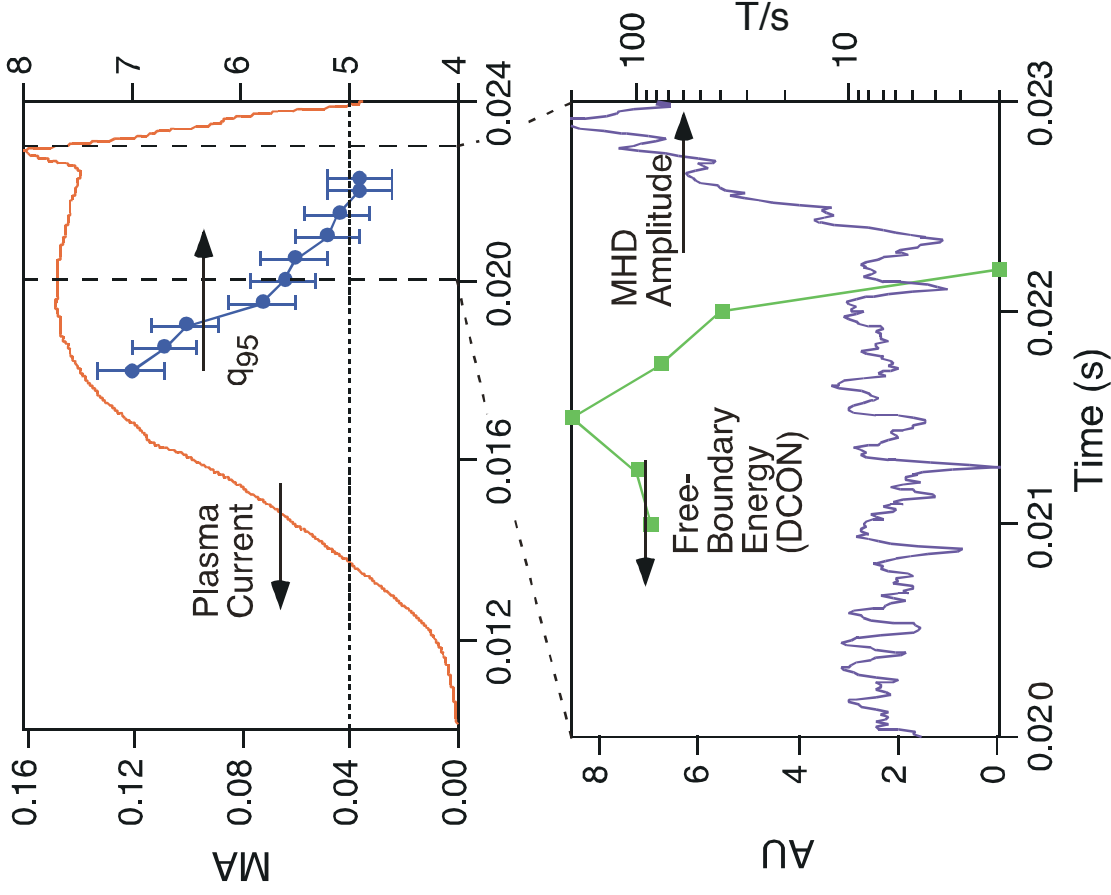 MA
0.16
0.12
0.08
0.04
0.00
Plasma
Current
q95
8
7
6
5
4
0.012
0.016
0.020
0.024
AU
8
6
4
2
0
Free-
Boundary
Energy
(DCON)
MHD
Amplitude
100
10
T/s
0.0220
0.021
0.022
0.023
Time (s)